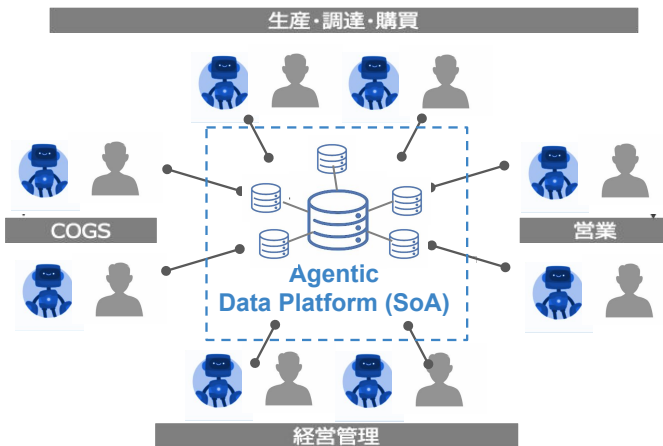 生産・調達・購買
COGS
営業
Agentic
Data Platform (SoA)
経営管理